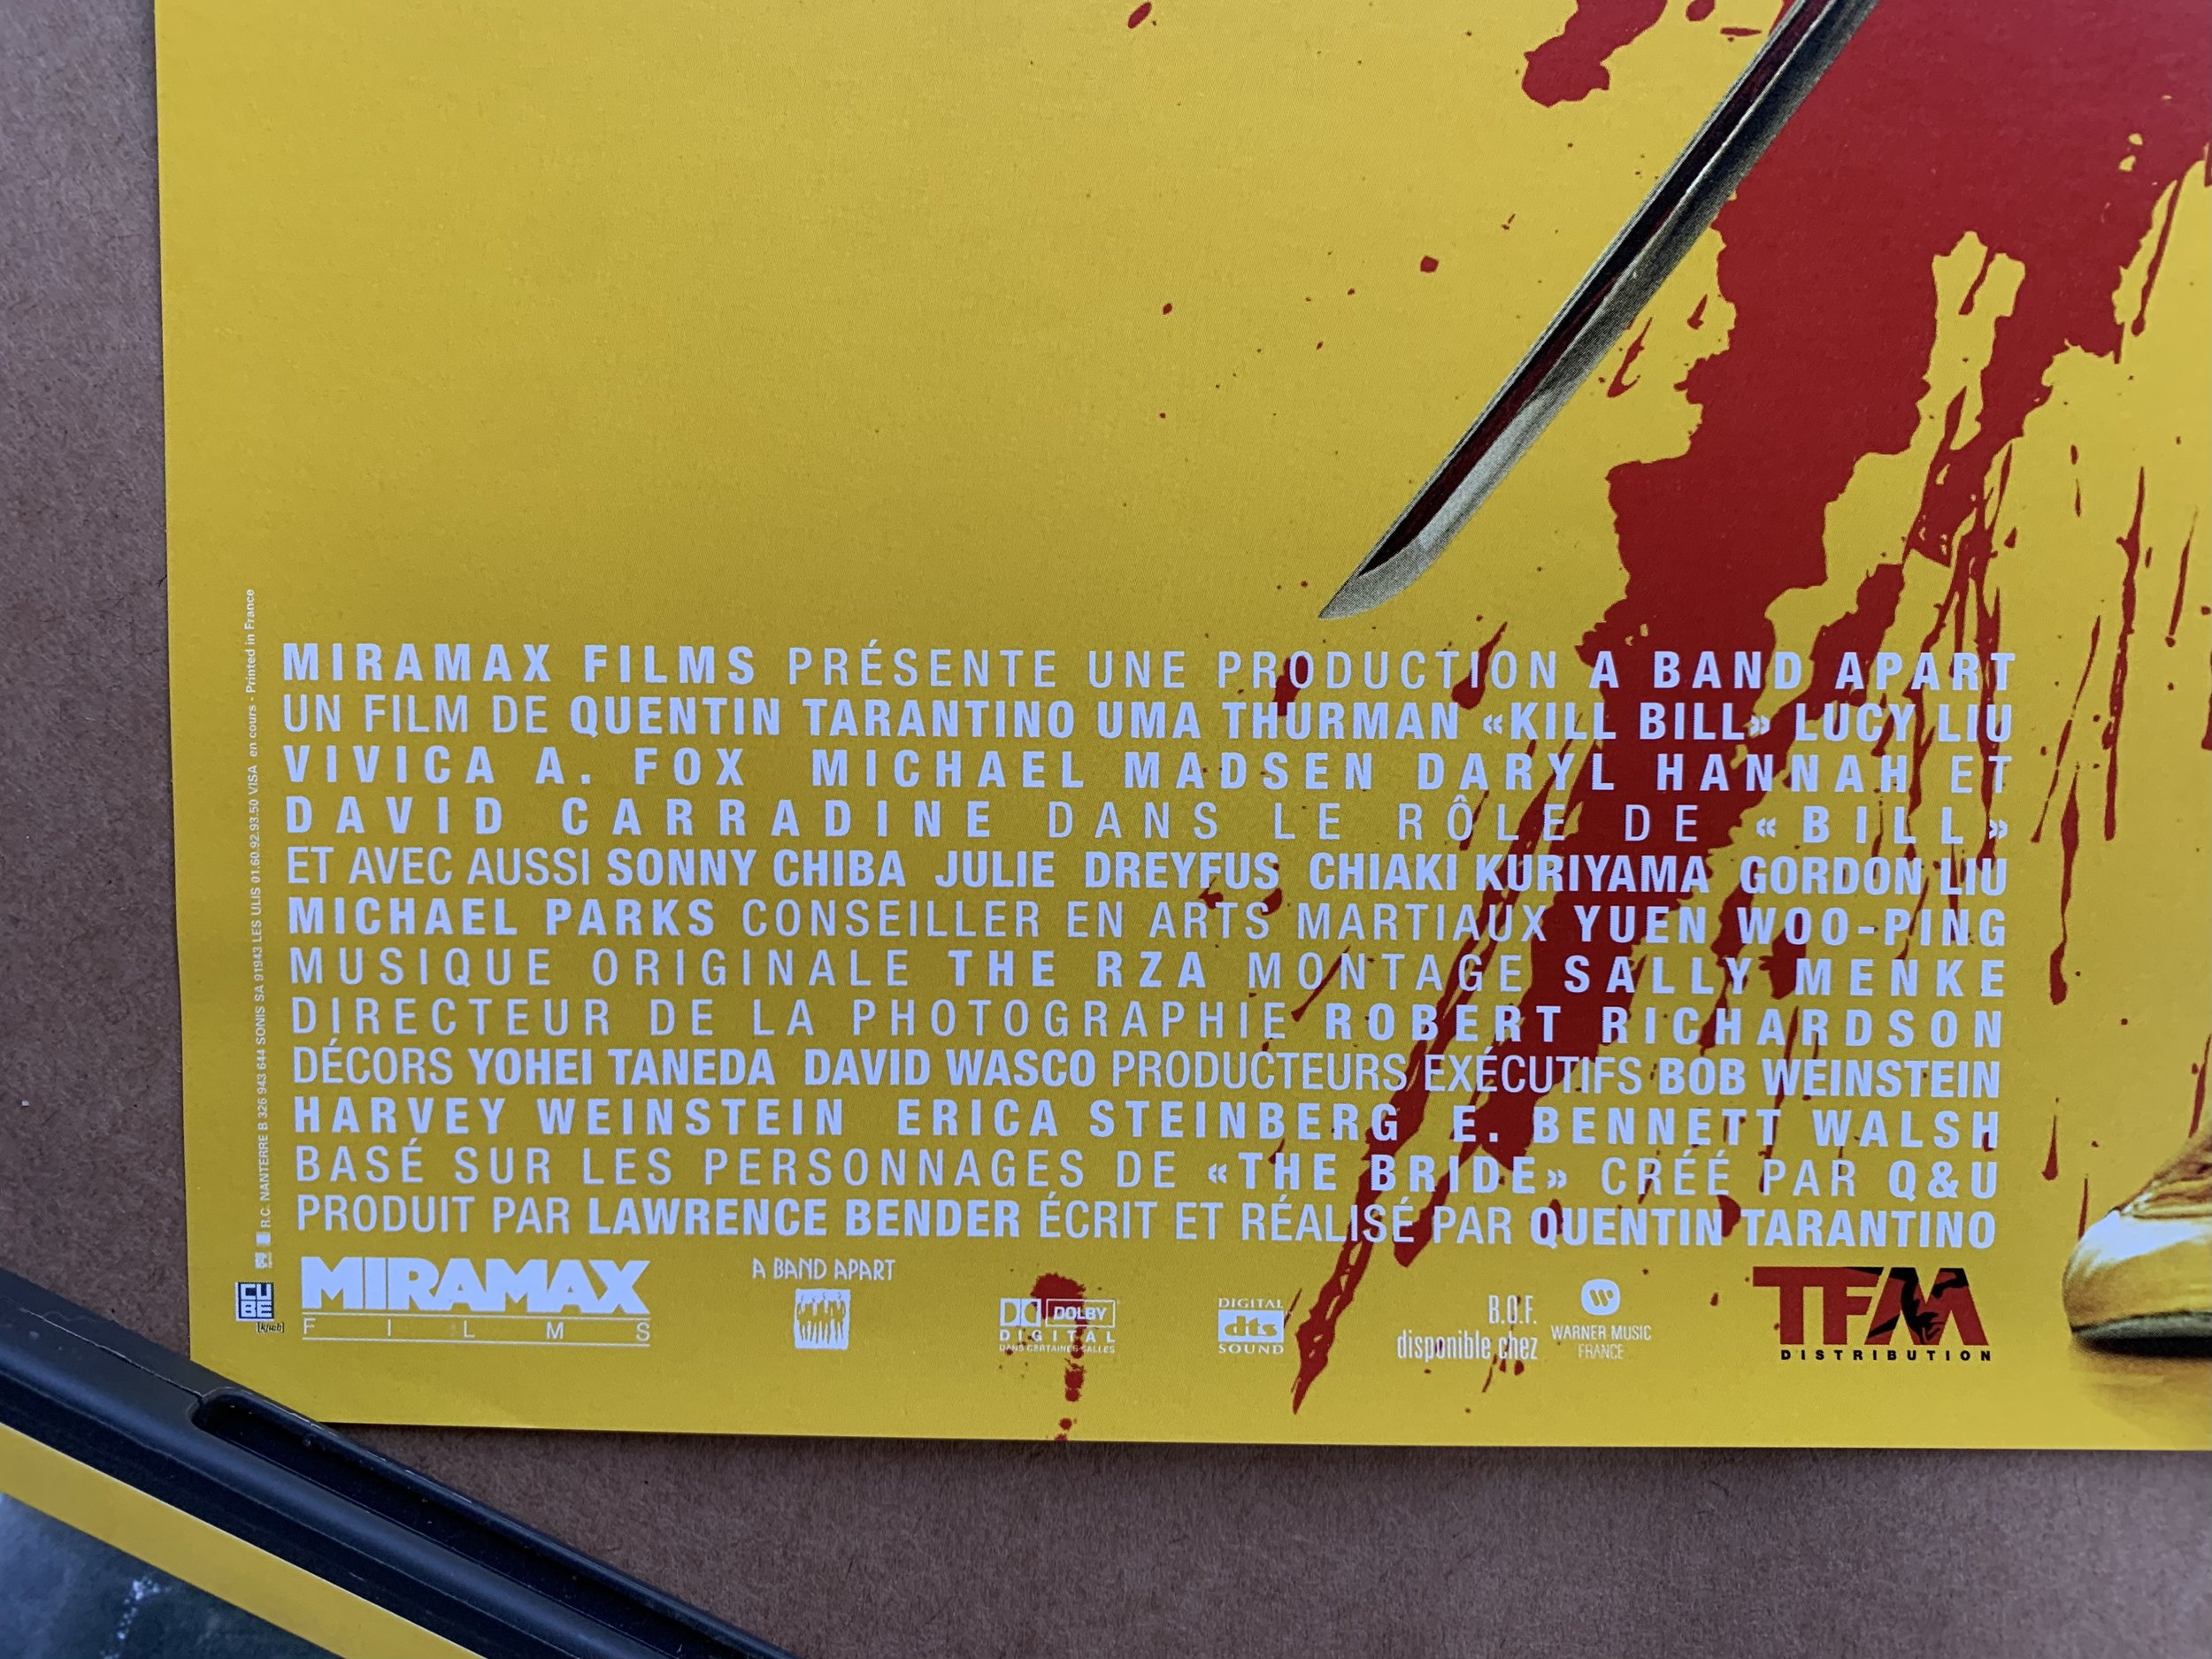 MIRAMAX FILMS PRÉSENTE UNE PRODUCTION A BAND APART
UN FILM DE QUENTIN TARANTINO UMA THURMAN «KILL BILL» LUCY LIU
VIVICA A. FOX MICHAEL MADSEN DARYL HANNAH ET
DAVID CARRADINE DANS LE RÔLE DE «BILL»
ET AVEC AUSSI SONNY CHIBA JULIE DREYFUS CHIAKI KURIYAMA GORDON LIU
MICHAEL PARKS CONSEILLER EN ARTS MARTIAUX YUEN WOO-PING
MUSIQUE ORIGINALE THE RZA MONTAGE SALLY MENKE
DIRECTEUR DE LA PHOTOGRAPHIE ROBERT RICHARDSON
DÉCORS YOHEI TANEDA DAVID WASCO PRODUCTEURS EXÉCUTIFS BOB WEINSTEIN
HARVEY WEINSTEIN ERICA STEINBERG E. BENNETT WALSH
BASÉ SUR LES PERSONNAGES DE «THE BRIDE» CRÉÉ PAR Q&U
PRODUIT PAR LAWRENCE BENDER ÉCRIT ET RÉALISÉ PAR QUENTIN TARANTINO
R.C. NANTERRE B 326 943 644 SONIS SA 91943 LES ULIS 01.60.92.93.50 VISA en cours - Printed in France
CU
BE
MIRAMAX
FILMS
A BAND APART
DOLBY
DIGITAL
DANS CERTAINES SALLES
DIGITAL
dts
SOUND
B.O.F.
disponible chez
WARNER MUSIC
FRANCE
TFM
DISTRIBUTION